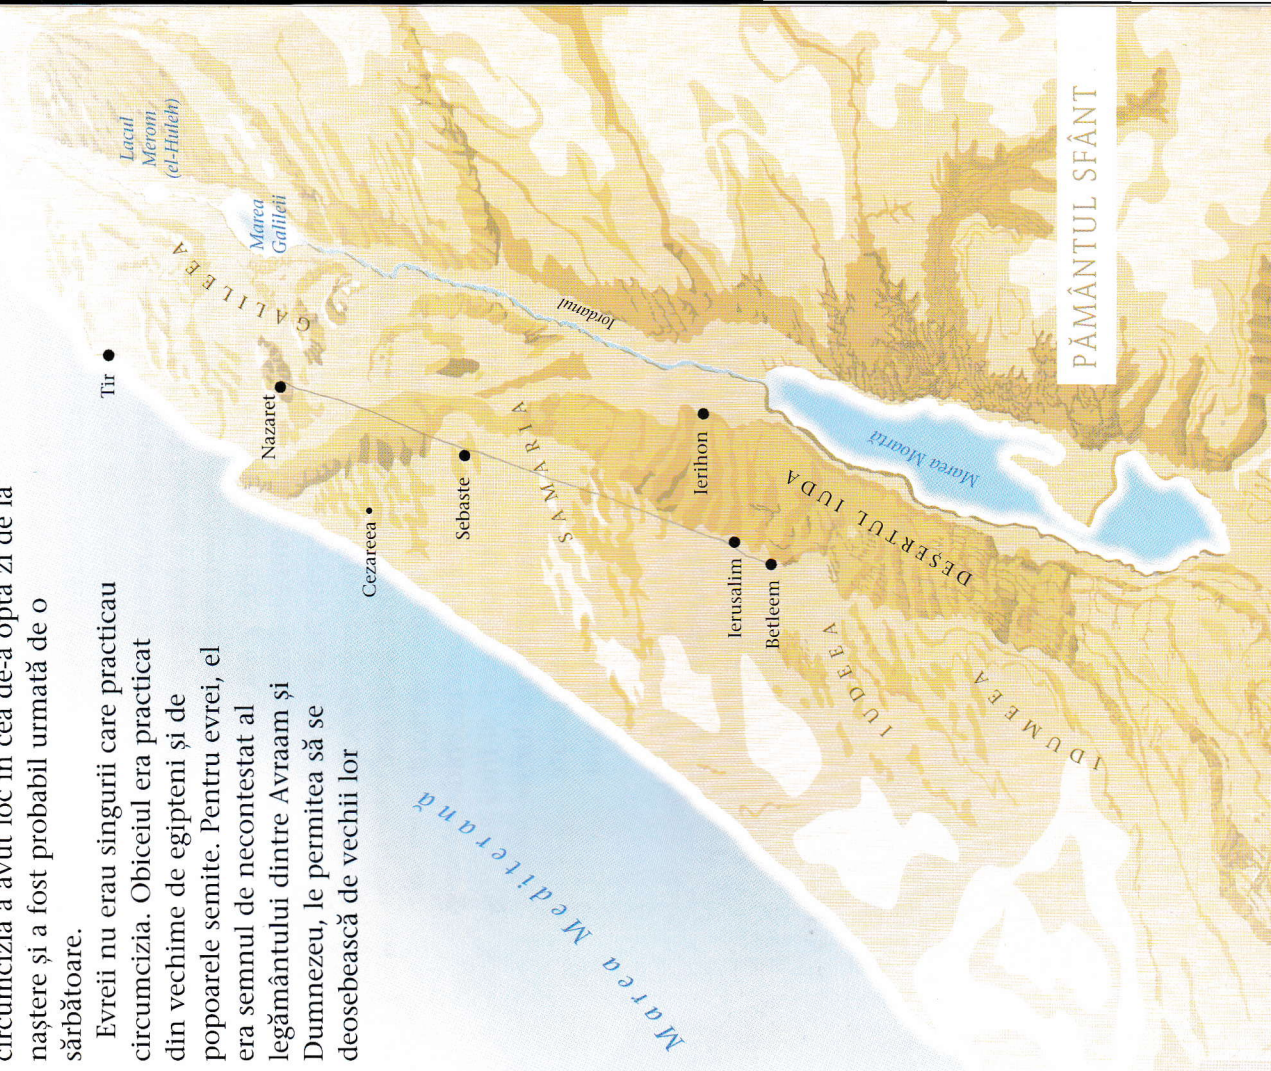 circumcizia a avut loc în cea de-a opta zi de la
naștere și a fost probabil urmată de o
sărbătoare.
Evreii nu erau singurii care practicau
circumcizia. Obiceiul era practicat
din vechime de egipteni și de
popoarele semite. Pentru evrei, el
era semnul de necontestat al
legământului dintre Avraam și
Dumnezeu, le permitea să se
deosebească de vechii lor
Lacul
Merom
(el-Huleh)
Marea
Galileii
GALILEEA
Tir
Nazaret
Iordanul
Cezareea
Sebaste
SAMARIA
Ierihon
Ierusalim
Betleem
DEȘERTUL IUDA
Marea Moartă
IUDEEA
IDUMEEA
Marea Mediterană
PĂMÂNTUL SFÂNT